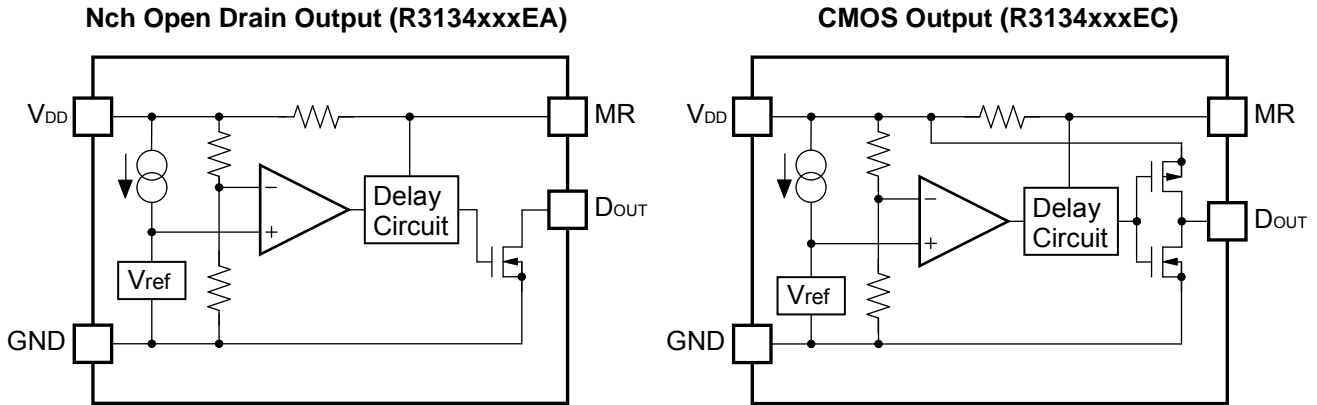 Nch Open Drain Output (R3134xxxEA)
VDD
MR
−
+
Delay
Circuit
DOUT
Vref
GND
CMOS Output (R3134xxxEC)
VDD
MR
−
+
Delay
Circuit
DOUT
Vref
GND